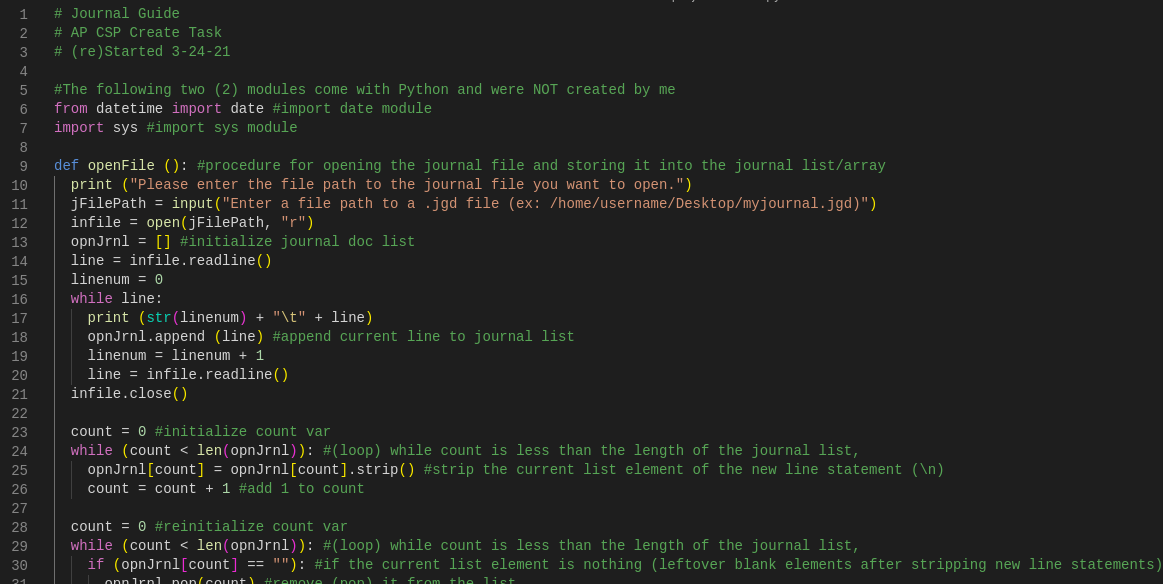 1 # Journal Guide
2 # AP CSP Create Task
3 # (re)Started 3-24-21
4
5 #The following two (2) modules come with Python and were NOT created by me
6 from datetime import date #import date module
7 import sys #import sys module
8
9 def openFile (): #procedure for opening the journal file and storing it into the journal list/array
10 print ("Please enter the file path to the journal file you want to open.")
11 jFilePath = input("Enter a file path to a .jgd file (ex: /home/username/Desktop/myjournal.jgd)")
12 infile = open(jFilePath, "r")
13 opnJrnl = [] #initialize journal doc list
14 line = infile.readline()
15 linenum = 0
16 while line:
17 print (str(linenum) + "\t" + line)
18 opnJrnl.append (line) #append current line to journal list
19 linenum = linenum + 1
20 line = infile.readline()
21 infile.close()
22
23 count = 0 #initialize count var
24 while (count < len(opnJrnl)): #(loop) while count is less than the length of the journal list,
25 opnJrnl[count] = opnJrnl[count].strip() #strip the current list element of the new line statement (\n)
26 count = count + 1 #add 1 to count
27
28 count = 0 #reinitialize count var
29 while (count < len(opnJrnl)): #(loop) while count is less than the length of the journal list,
30 if (opnJrnl[count] == ""): #if the current list element is nothing (leftover blank elements after stripping new line statements)
31 opnJrnl.pop(count) #remove (pop) it from the list